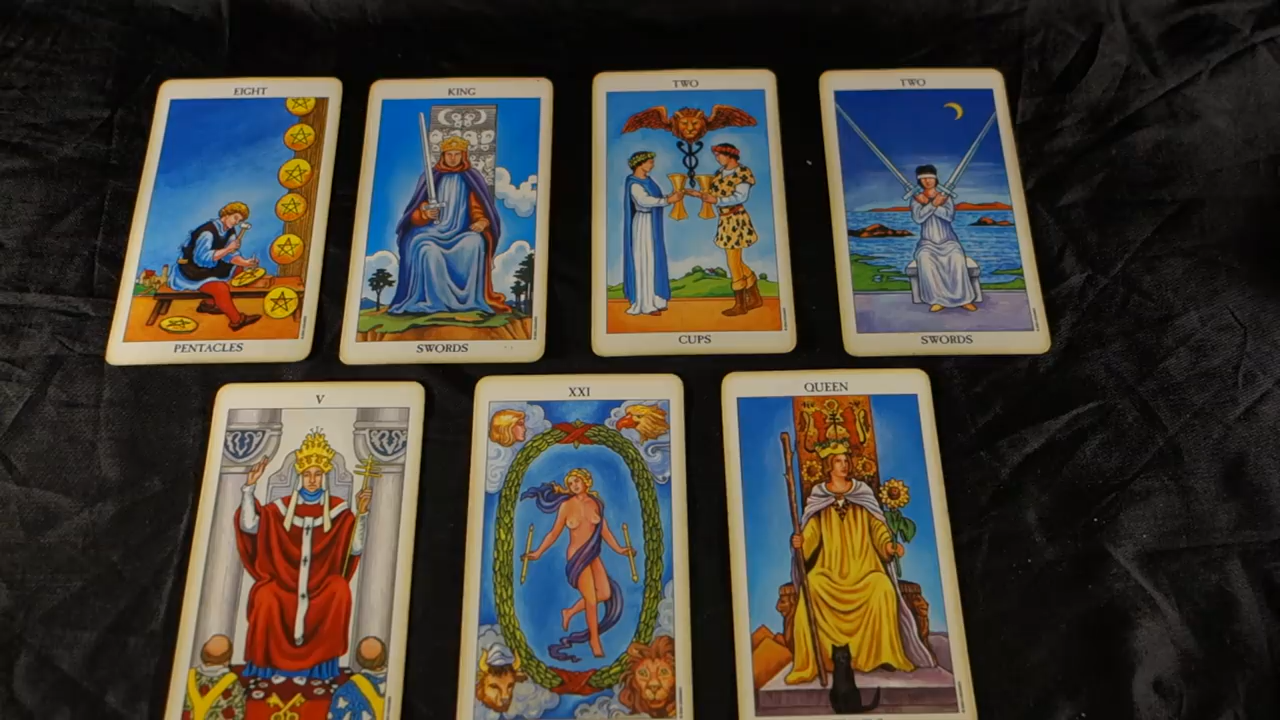 EIGHT
PENTACLES
KING
SWORDS
TWO
CUPS
TWO
SWORDS
V
XXI
QUEEN